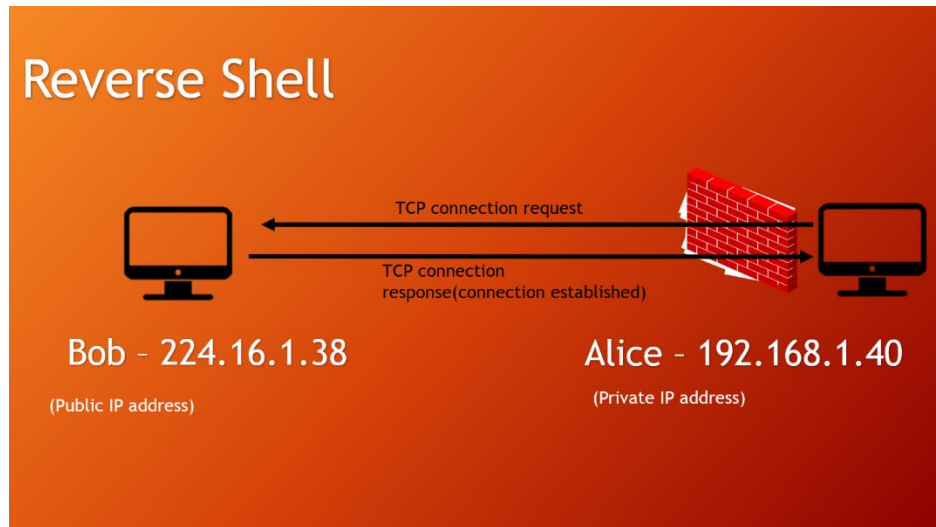 Reverse Shell
TCP connection request
TCP connection
response(connection established)
Bob – 224.16.1.38
(Public IP address)
Alice – 192.168.1.40
(Private IP address)